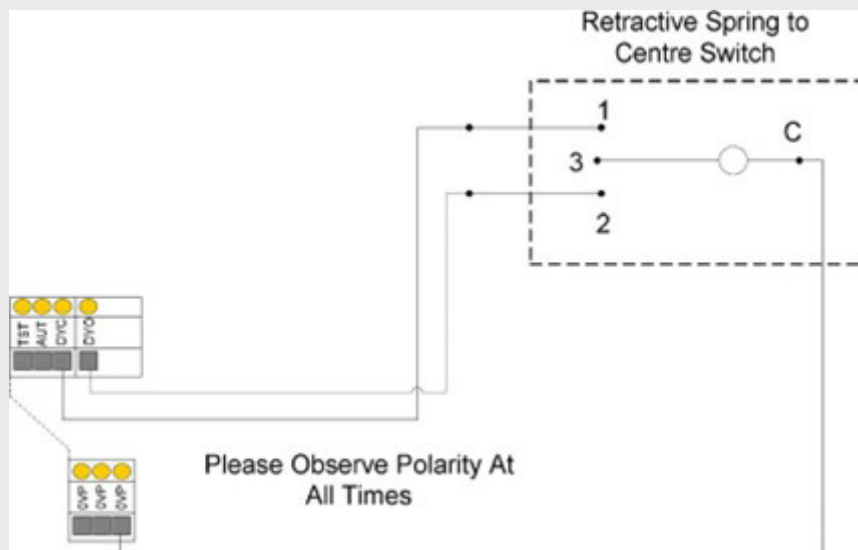 Retractive Spring to
Centre Switch
1
C
3
2
TST
AUT
DYC
DYO
Please Observe Polarity At
All Times
0VP
0VP
0VP